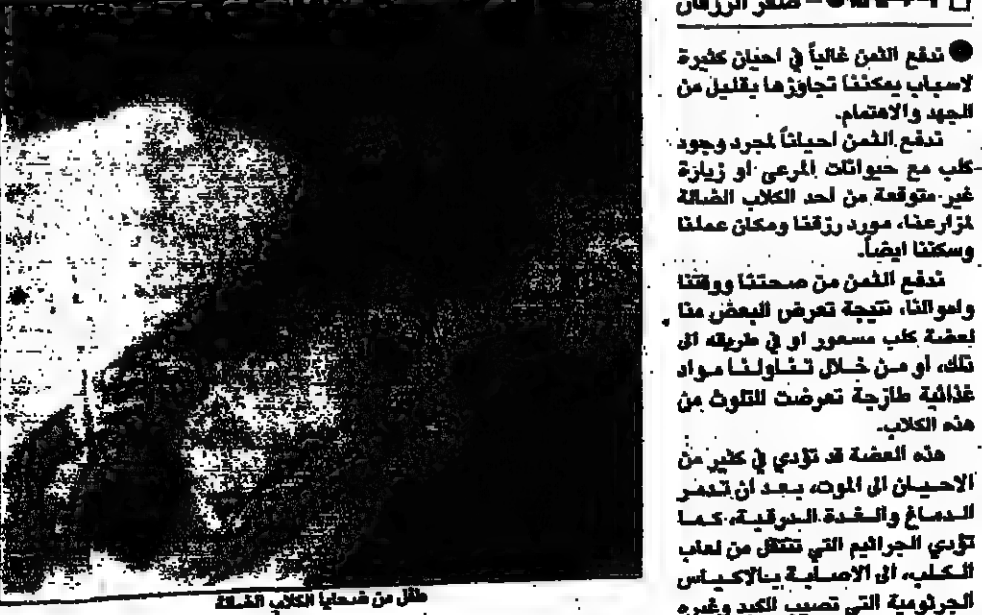 صقر الزرقان
● ندفع الثمن غالياً في احيان كثيرة
لاسباب يمكننا تجاوزها بقليل من
الجهد والاهتمام.
ندفع الثمن احياناً لمجرد وجود
كلب مع حيوانات المرعى او زيارة
غير متوقعة من احد الكلاب الضالة
لمزارعنا، مورد رزقنا ومكان عملنا
وسكننا ايضاً.
ندفع الثمن من صحتنا ووقتنا
واموالنا، نتيجة تعرض البعض منا
لعضة كلب مسعور او في طريقه الى
ذلك، أو من خلال تناولنا مواد
غذائية طازجة تعرضت للتلوث من
هذه الكلاب.
هذه العضة قد تؤدي في كثير من
الاحيان الى الموت، بعد ان تدمر
الدماغ والغدة الدرقية، كما
تؤدي الجراثيم التي تنتقل من لعاب
الكلب، الى الاصابة بالاكياس
الجرثومية التي تصيب الكبد وغيره
طفل من ضحايا الكلاب الضالة